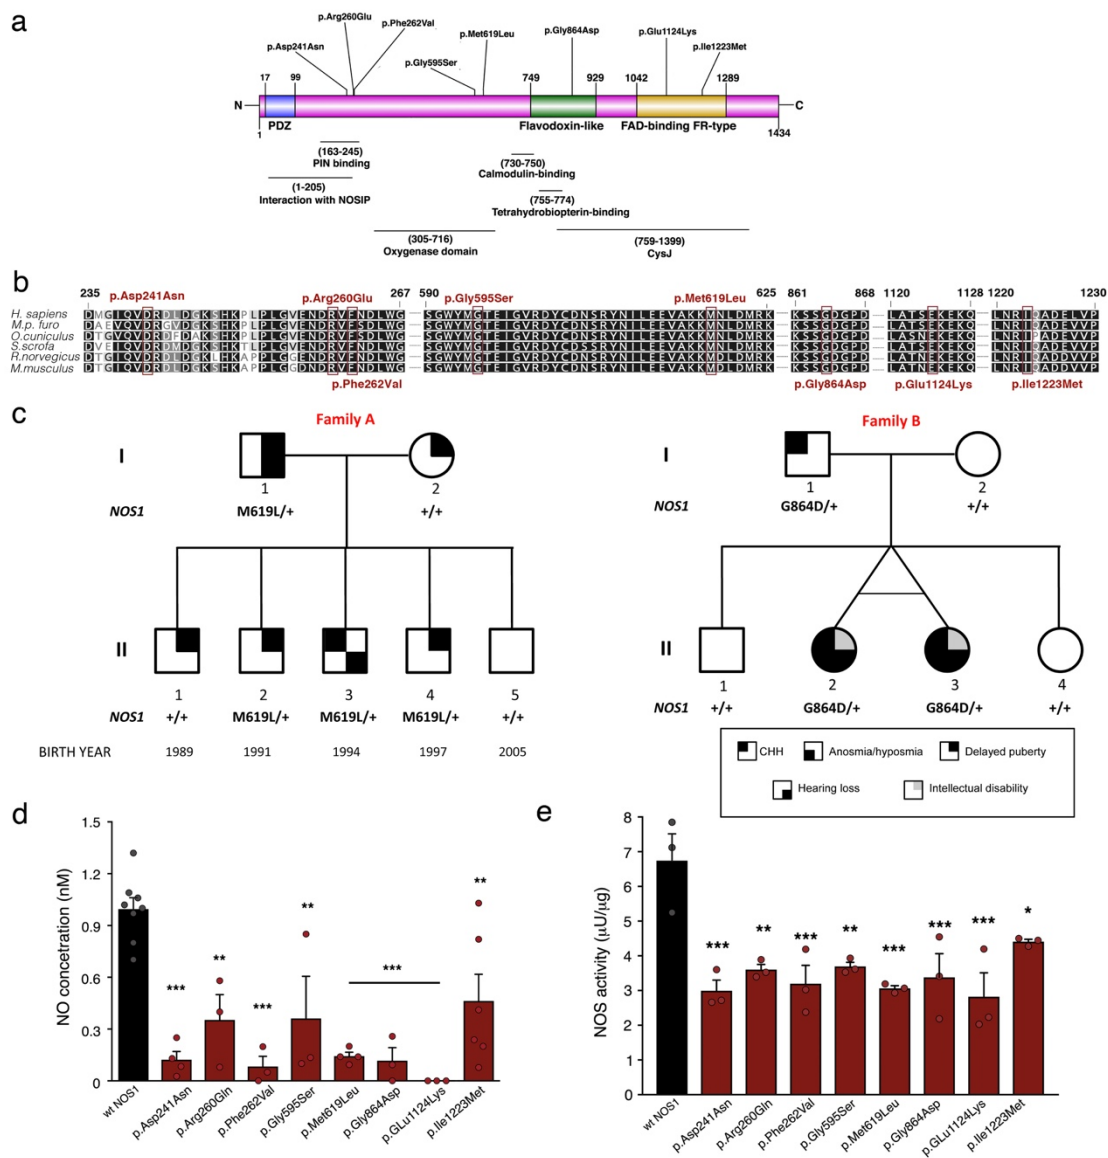 a
p.Arg260Glu
p.Phe262Val
p.Asp241Asn
p.Met619Leu
p.Gly864Asp
p.Glu1124Lys
p.Gly595Ser
p.Ile1223Met
17 99 749 929 1042 1289
N C
PDZ Flavodoxin-like FAD-binding FR-type
1 1434
(163-245)
PIN binding
(730-750)
Calmodulin-binding
(1-205)
Interaction with NOSIP
(755-774)
Tetrahydrobiopterin-binding
(305-716)
Oxygenase domain
(759-1399)
CysJ
b
p.Asp241Asn p.Arg260Glu p.Gly595Ser p.Met619Leu
235 267 590 625 861 868 1120 1128 1220 1230
H. sapiens
M.p. furo
O.cuniculus
S.scrofa
R.norvegicus
M.musculus
p.Phe262Val p.Gly864Asp p.Glu1124Lys p.Ile1223Met
c
Family A Family B
I I
1 2 1 2
NOS1 M619L/+ +/+ NOS1 G864D/+ +/+
II II
1 2 3 4 5 1 2 3 4
NOS1 +/+ M619L/+ M619L/+ M619L/+ +/+ NOS1 +/+ G864D/+ G864D/+ +/+
BIRTH YEAR 1989 1991 1994 1997 2005
CHH Anosmia/hyposmia Delayed puberty
Hearing loss Intellectual disability
d
NO concetration (nM)
1.5
1.2
0.9
0.6
0.3
0
*** ** *** ** *** **
wt NOS1
p.Asp241Asn
p.Arg260Gln
p.Phe262Val
p.Gly595Ser
p.Met619Leu
p.Gly864Asp
p.GLu1124Lys
p.Ile1223Met
e
NOS activity (µU/µg)
8
7
6
5
4
3
2
1
0
*** ** *** ** *** *** *** *
wt NOS1
p.Asp241Asn
p.Arg260Gln
p.Phe262Val
p.Gly595Ser
p.Met619Leu
p.Gly864Asp
p.GLu1124Lys
p.Ile1223Met